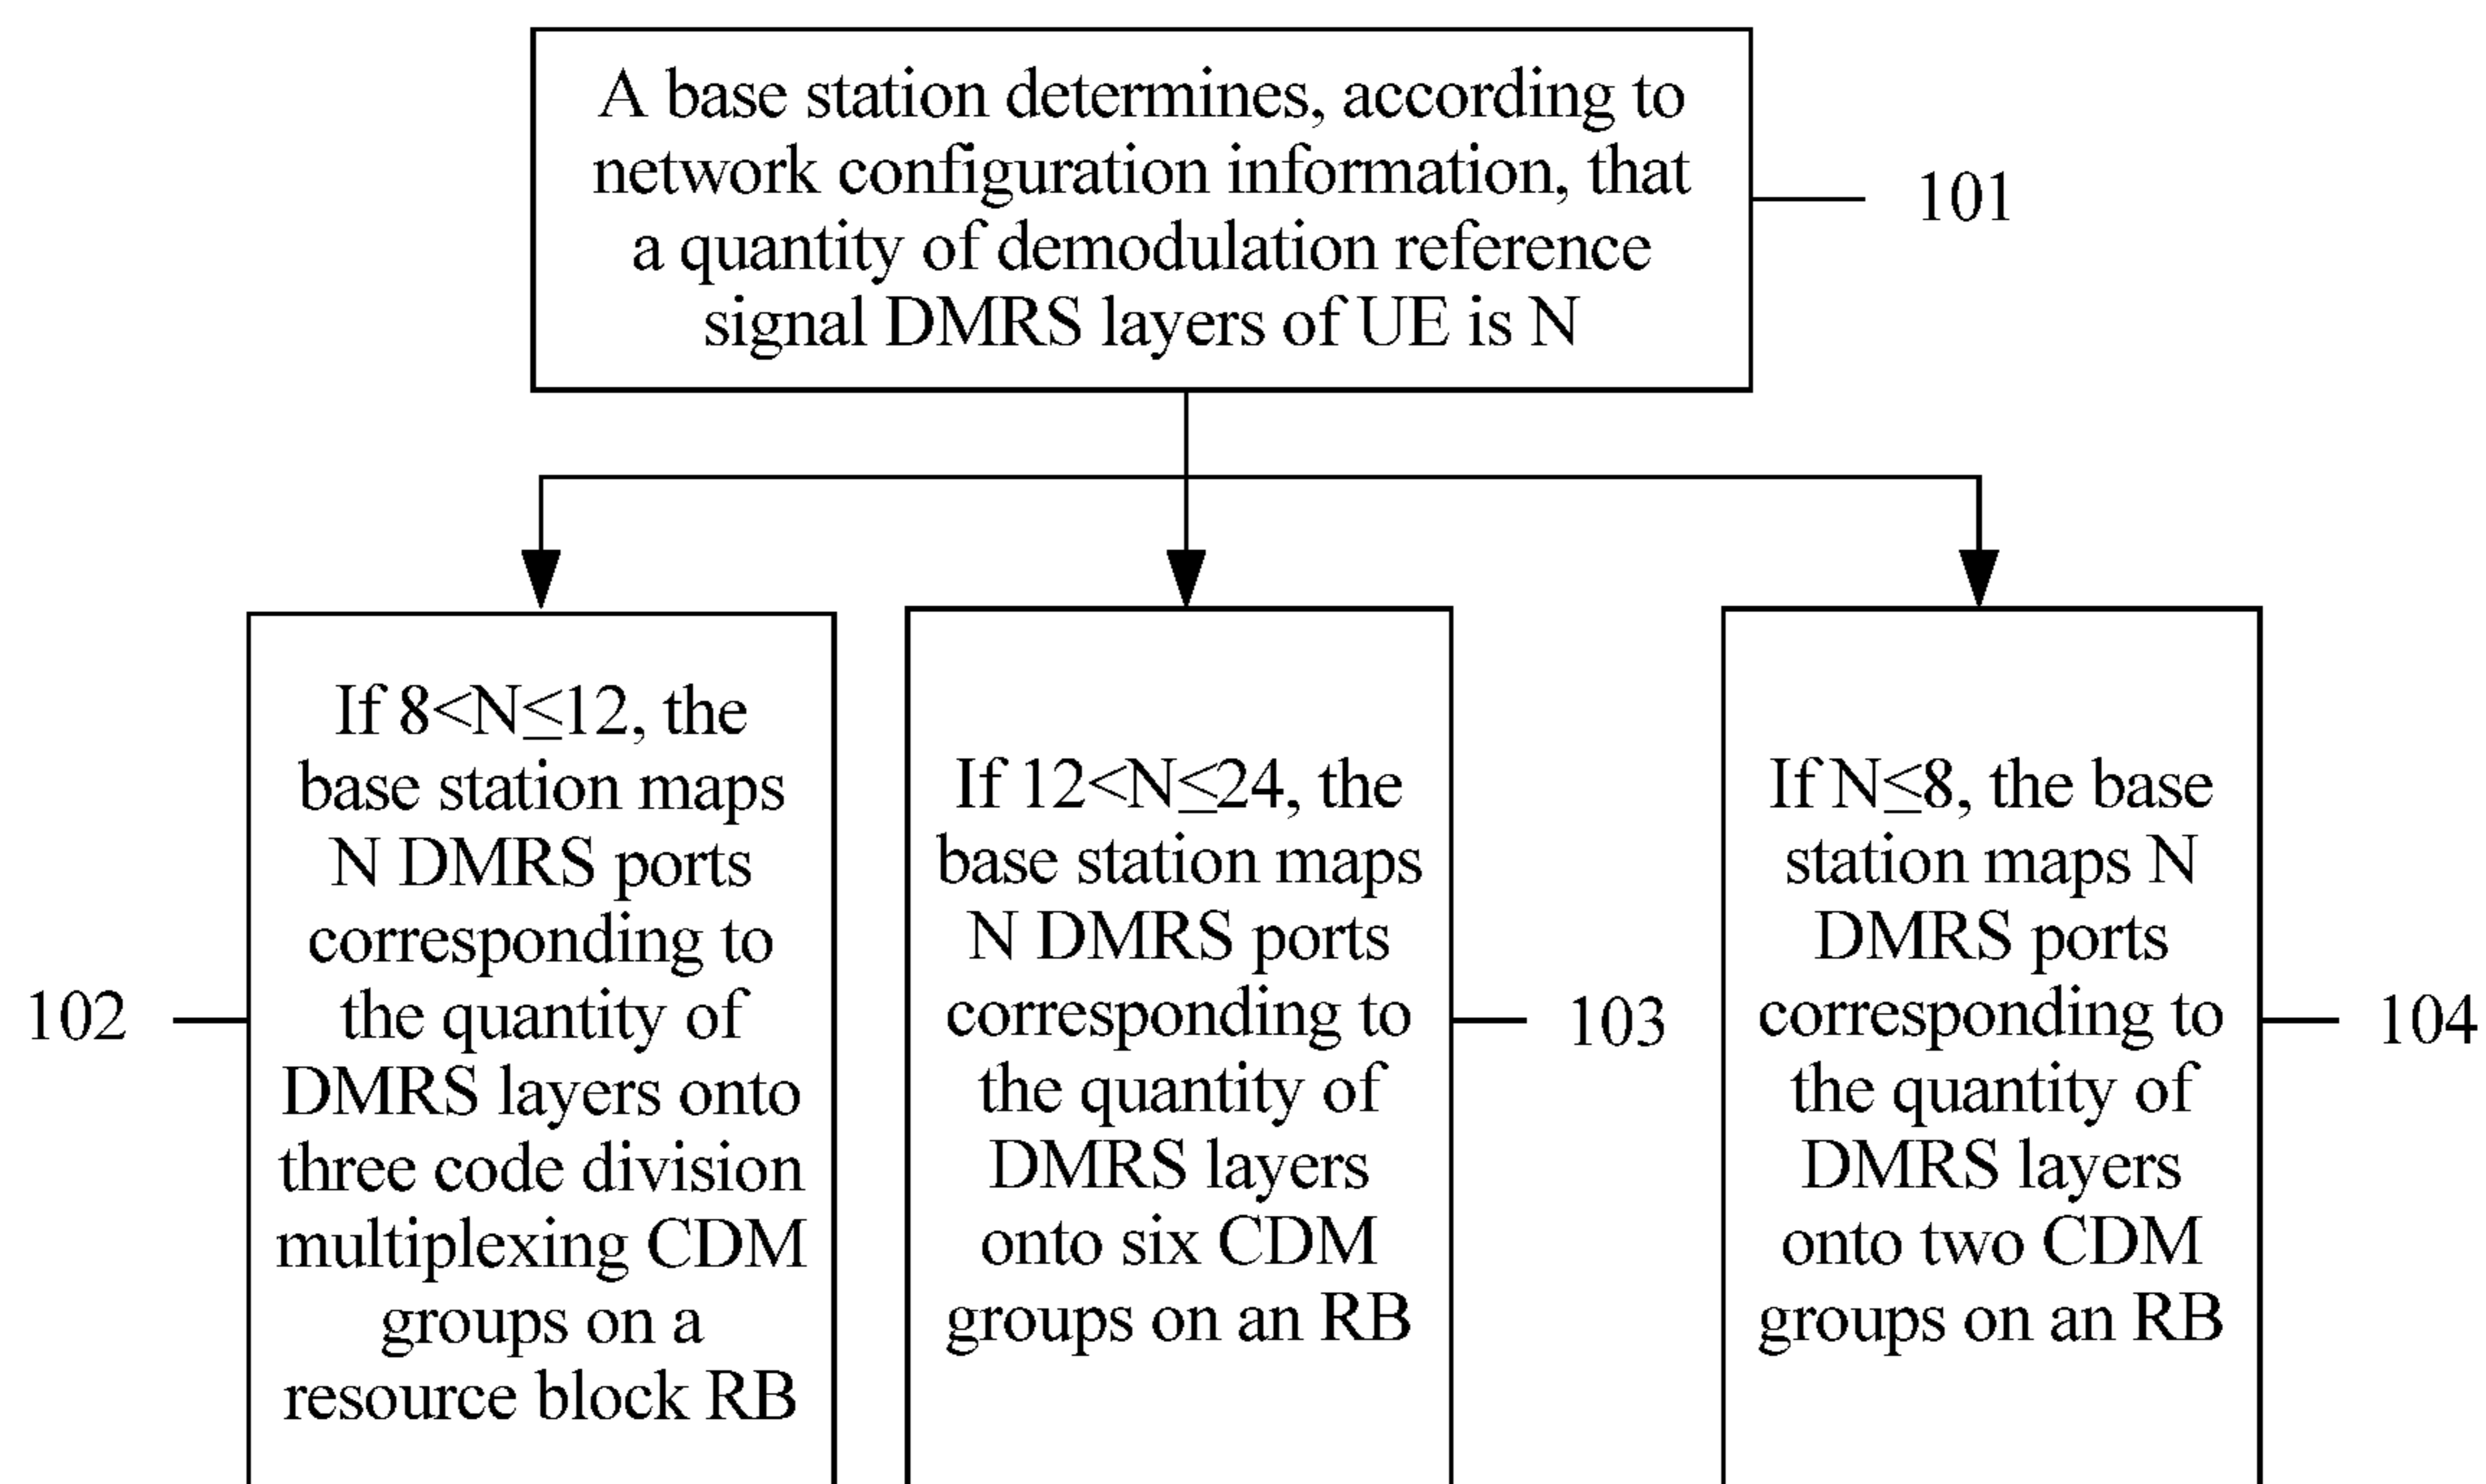 A base station determines, according to
network configuration information, that
a quantity of demodulation reference
signal DMRS layers of UE is N
101
If 8<N≤12, the
base station maps
N DMRS ports
corresponding to
the quantity of
DMRS layers onto
three code division
multiplexing CDM
groups on a
resource block RB
102
If 12<N≤24, the
base station maps
N DMRS ports
corresponding to
the quantity of
DMRS layers
onto six CDM
groups on an RB
103
If N≤8, the base
station maps N
DMRS ports
corresponding to
the quantity of
DMRS layers
onto two CDM
groups on an RB
104